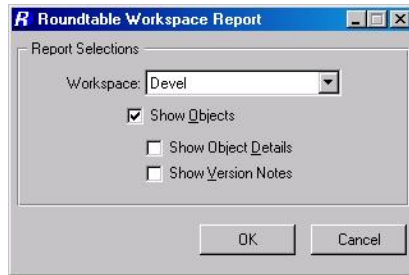 R Roundtable Workspace Report
Report Selections
Workspace: Devel
Show Objects
Show Object Details
Show Version Notes
OK Cancel